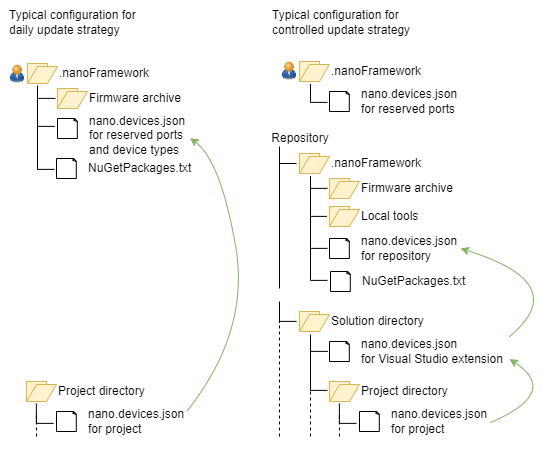 Typical configuration for
daily update strategy
.nanoFramework
Firmware archive
nano.devices.json
for reserved ports
and device types
NuGetPackages.txt
Project directory
nano.devices.json
for project
Typical configuration for
controlled update strategy
.nanoFramework
nano.devices.json
for reserved ports
Repository
.nanoFramework
Firmware archive
Local tools
nano.devices.json
for repository
NuGetPackages.txt
Solution directory
nano.devices.json
for Visual Studio extension
Project directory
nano.devices.json
for project